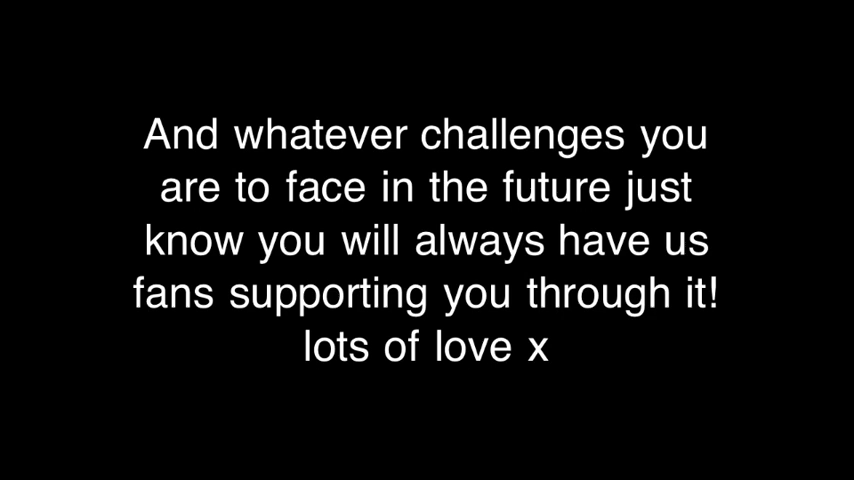 And whatever challenges you
are to face in the future just
know you will always have us
fans supporting you through it!
lots of love x